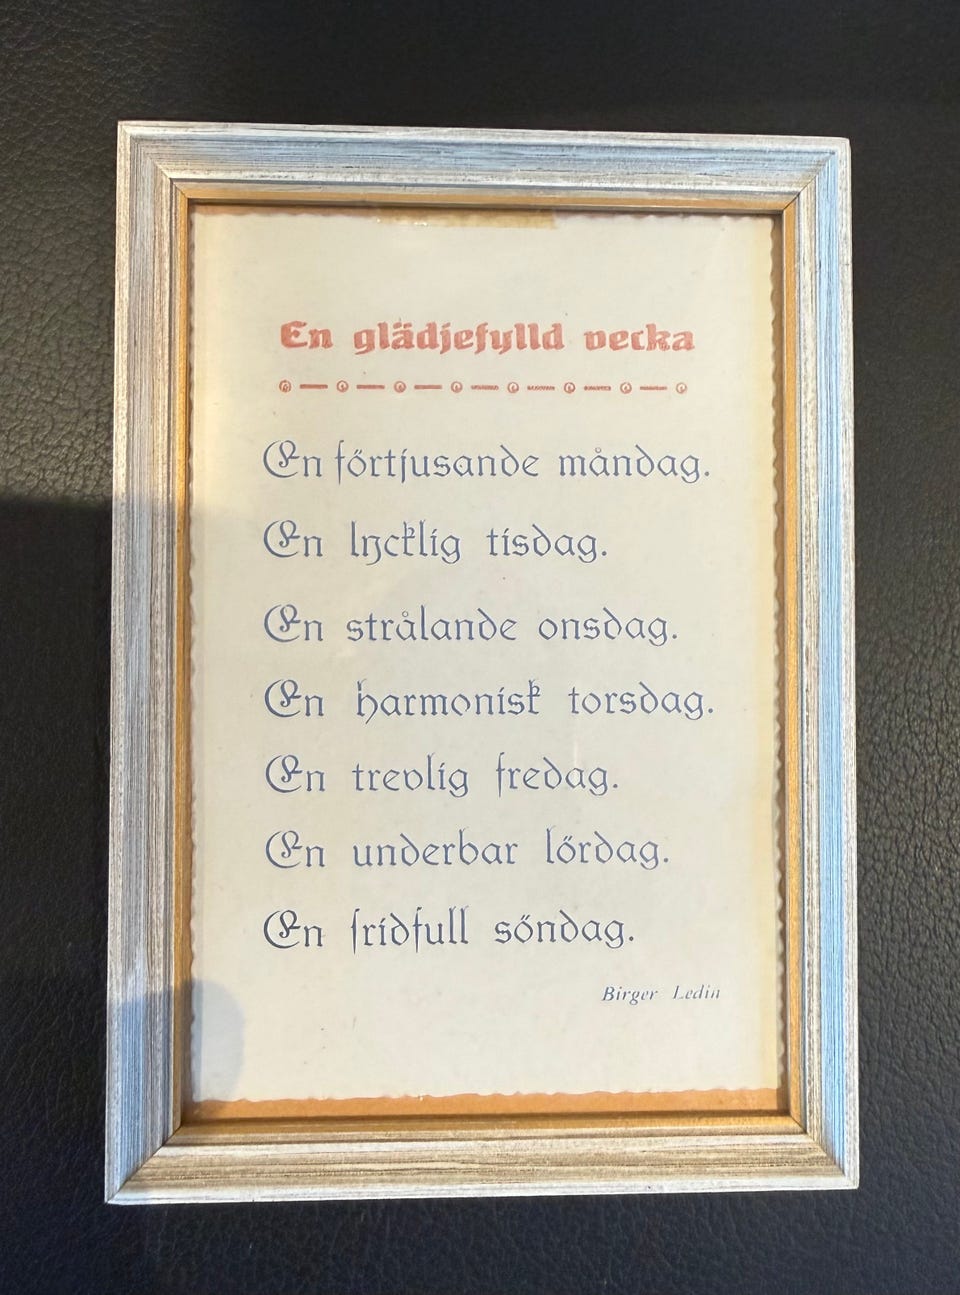 En glädjefylld vecka
En förtjusande måndag.
En lycklig tisdag.
En strålande onsdag.
En harmonisk torsdag.
En trevlig fredag.
En underbar lördag.
En fridfull söndag.
Birger Ledin